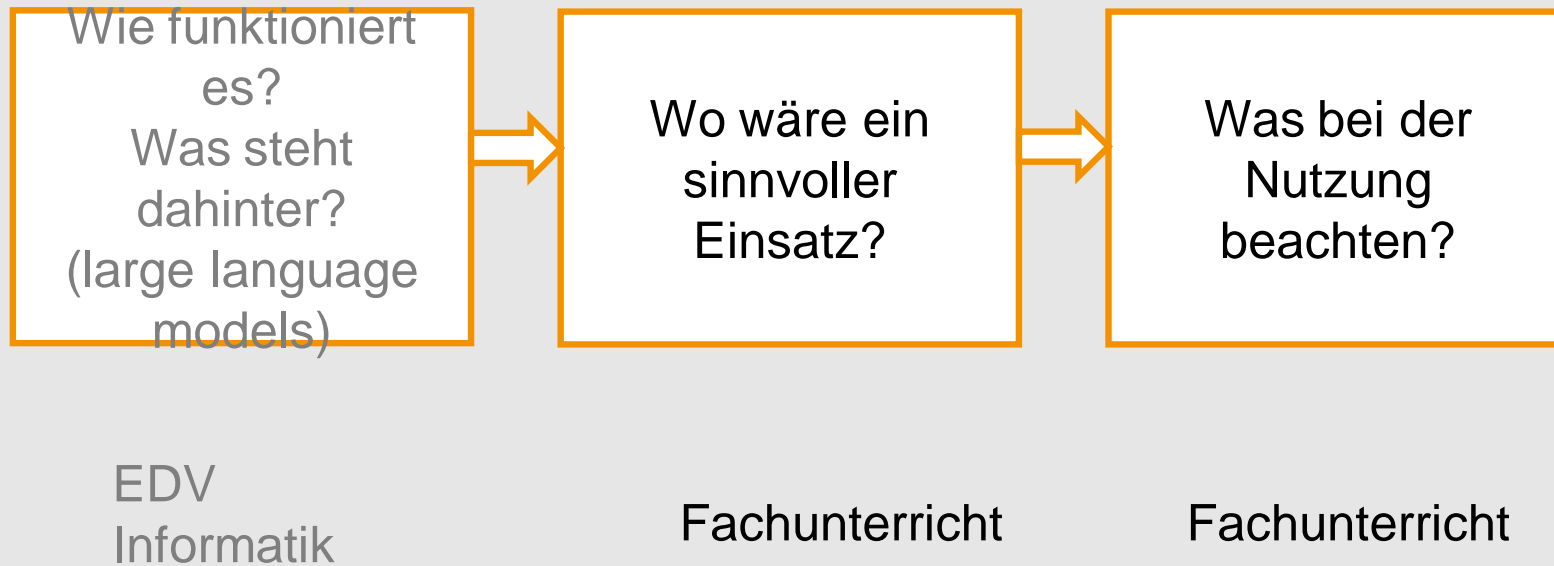 Wie funktioniert
es?
Was steht
dahinter?
(large language
models)
Wo wäre ein
sinnvoller
Einsatz?
Was bei der
Nutzung
beachten?
EDV
Informatik
Fachunterricht
Fachunterricht